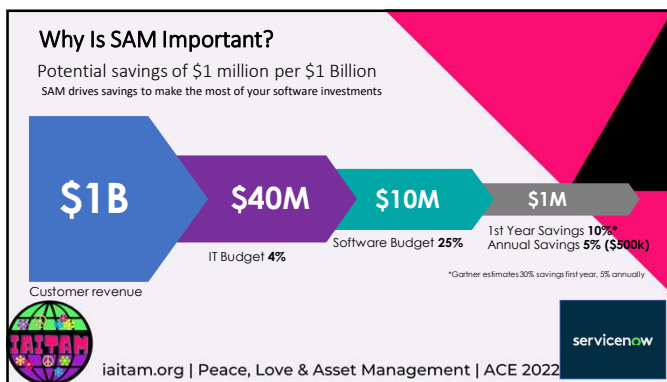 Why Is SAM Important?
Potential savings of $1 million per $1 Billion
SAM drives savings to make the most of your software investments
$1B
$40M
$10M
$1M
1st Year Savings 10%*
Annual Savings 5% ($500k)
Software Budget 25%
IT Budget 4%
*Gartner estimates 30% savings first year, 5% annually
Customer revenue
IAITAM
servicenow
iaitam.org | Peace, Love & Asset Management | ACE 2022